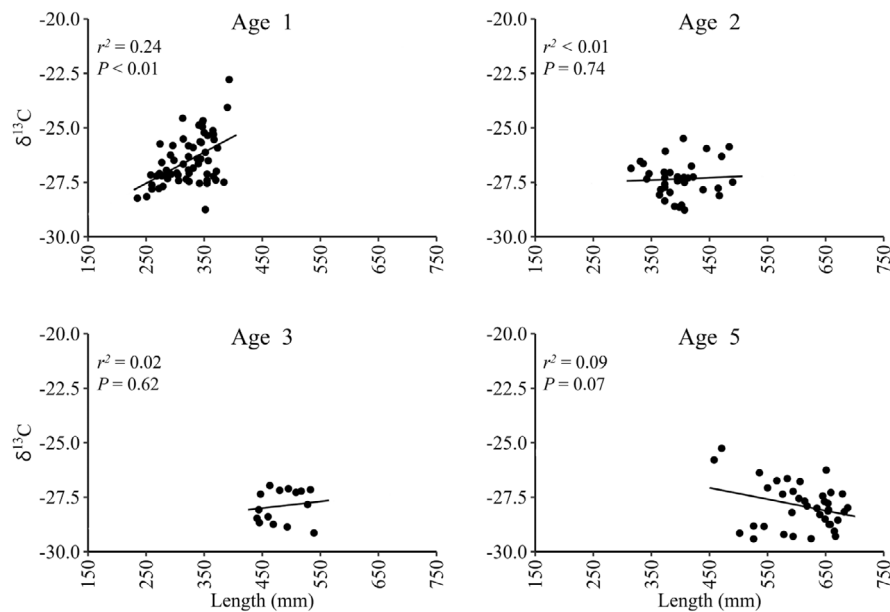 Age 1
r² = 0.24
P < 0.01
δ¹³C
-20.0
-22.5
-25.0
-27.5
-30.0
150 250 350 450 550 650 750
Age 2
r² < 0.01
P = 0.74
-20.0
-22.5
-25.0
-27.5
-30.0
150 250 350 450 550 650 750
Age 3
r² = 0.02
P = 0.62
δ¹³C
-20.0
-22.5
-25.0
-27.5
-30.0
150 250 350 450 550 650 750
Length (mm)
Age 5
r² = 0.09
P = 0.07
-20.0
-22.5
-25.0
-27.5
-30.0
150 250 350 450 550 650 750
Length (mm)